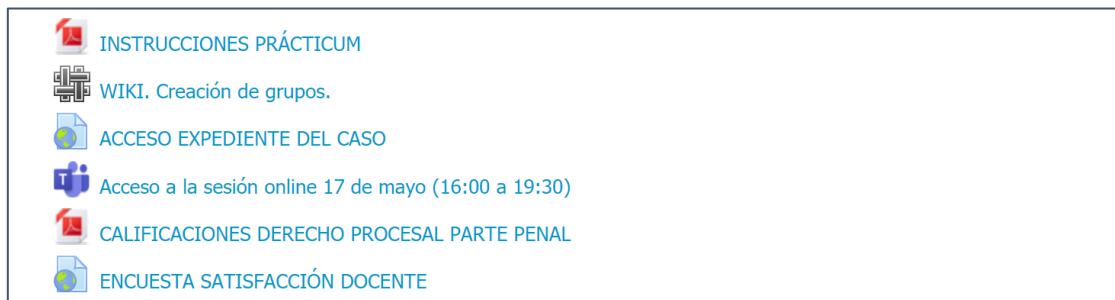 INSTRUCCIONES PRÁCTICUM
WIKI. Creación de grupos.
ACCESO EXPEDIENTE DEL CASO
Acceso a la sesión online 17 de mayo (16:00 a 19:30)
CALIFICACIONES DERECHO PROCESAL PARTE PENAL
ENCUESTA SATISFACCIÓN DOCENTE